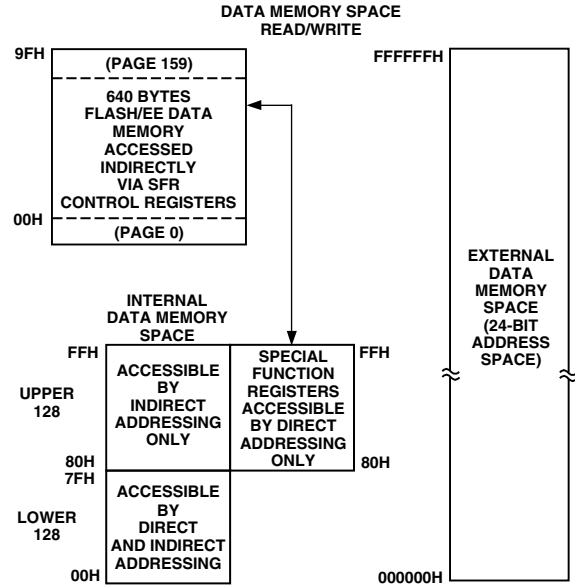 DATA MEMORY SPACE
READ/WRITE
9FH
(PAGE 159)
640 BYTES
FLASH/EE DATA
MEMORY
ACCESSED
INDIRECTLY
VIA SFR
CONTROL REGISTERS
00H
(PAGE 0)
INTERNAL
DATA MEMORY
SPACE
FFH
UPPER
128
ACCESSIBLE
BY
INDIRECT
ADDRESSING
ONLY
80H
SPECIAL
FUNCTION
REGISTERS
ACCESSIBLE
BY DIRECT
ADDRESSING
ONLY
FFH
80H
7FH
LOWER
128
ACCESSIBLE
BY
DIRECT
AND INDIRECT
ADDRESSING
00H
FFFFFFH
EXTERNAL
DATA
MEMORY
SPACE
(24-BIT
ADDRESS
SPACE)
000000H